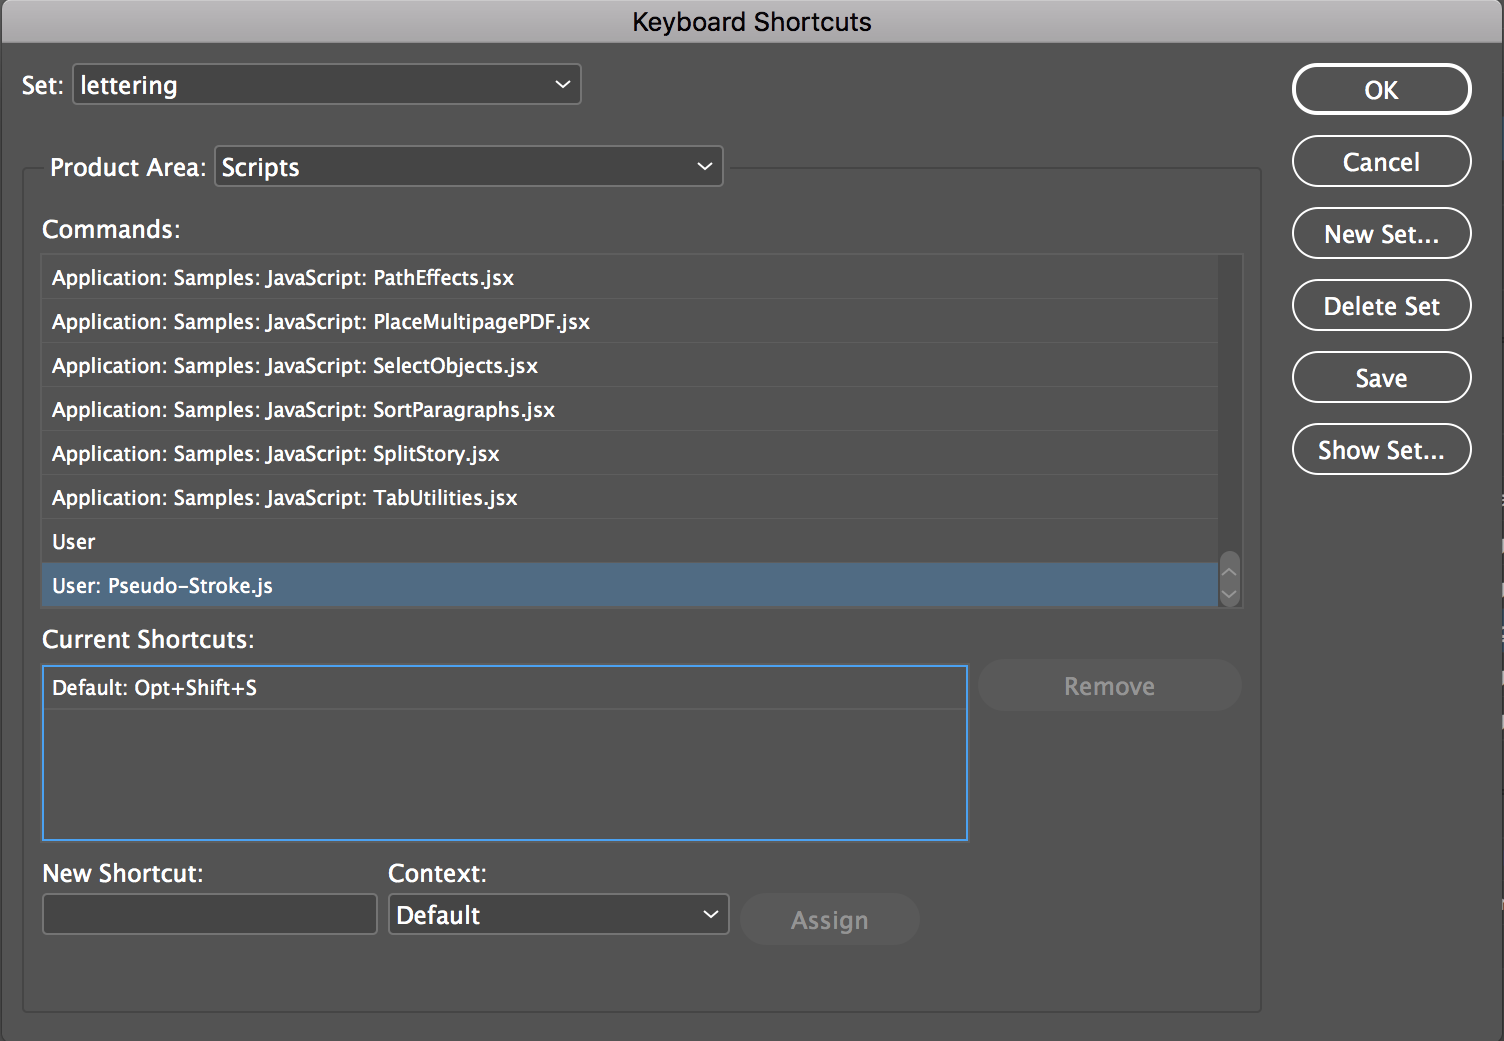 Keyboard Shortcuts
Set: lettering
OK
Product Area: Scripts
Cancel
Commands:
New Set...
Application: Samples: JavaScript: PathEffects.jsx
Application: Samples: JavaScript: PlaceMultipagePDF.jsx
Delete Set
Application: Samples: JavaScript: SelectObjects.jsx
Save
Application: Samples: JavaScript: SortParagraphs.jsx
Application: Samples: JavaScript: SplitStory.jsx
Show Set...
Application: Samples: JavaScript: TabUtilities.jsx
User
User: Pseudo-Stroke.js
Current Shortcuts:
Default: Opt+Shift+S
Remove
New Shortcut: Context:
Default
Assign